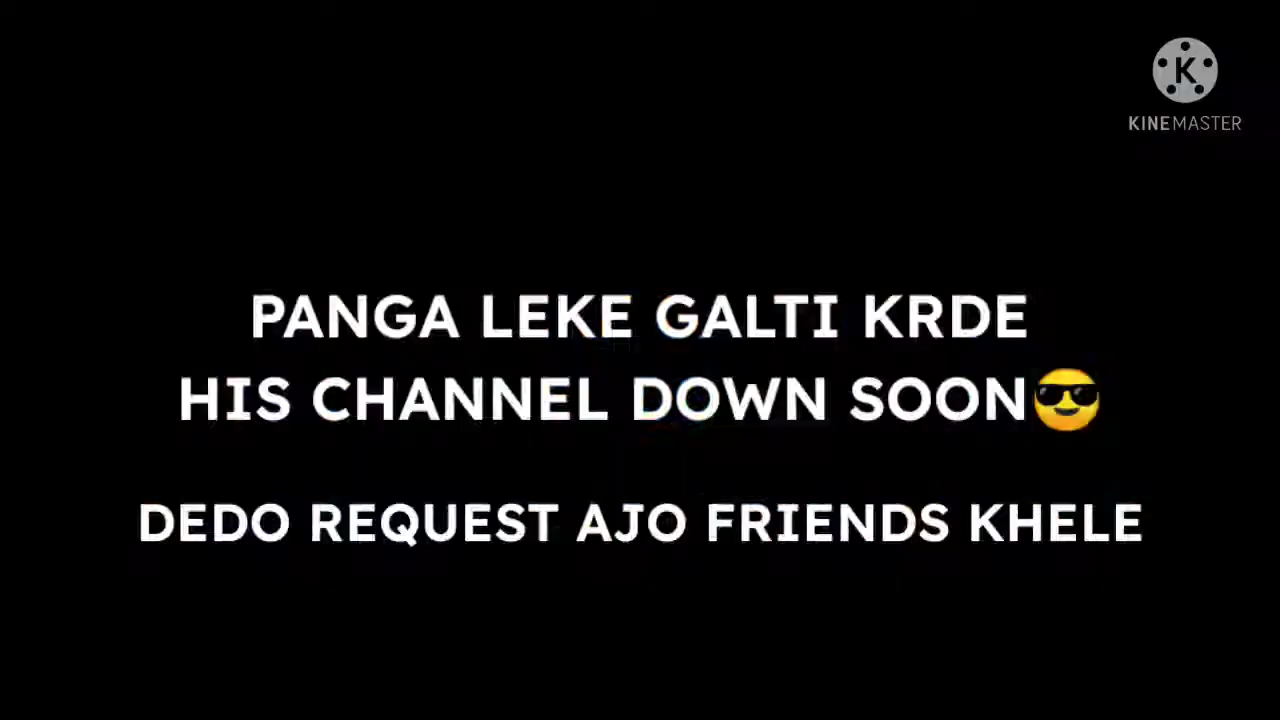 KINEMASTER
PANGA LEKE GALTI KRDE
HIS CHANNEL DOWN SOON😎
DEDO REQUEST AJO FRIENDS KHELE